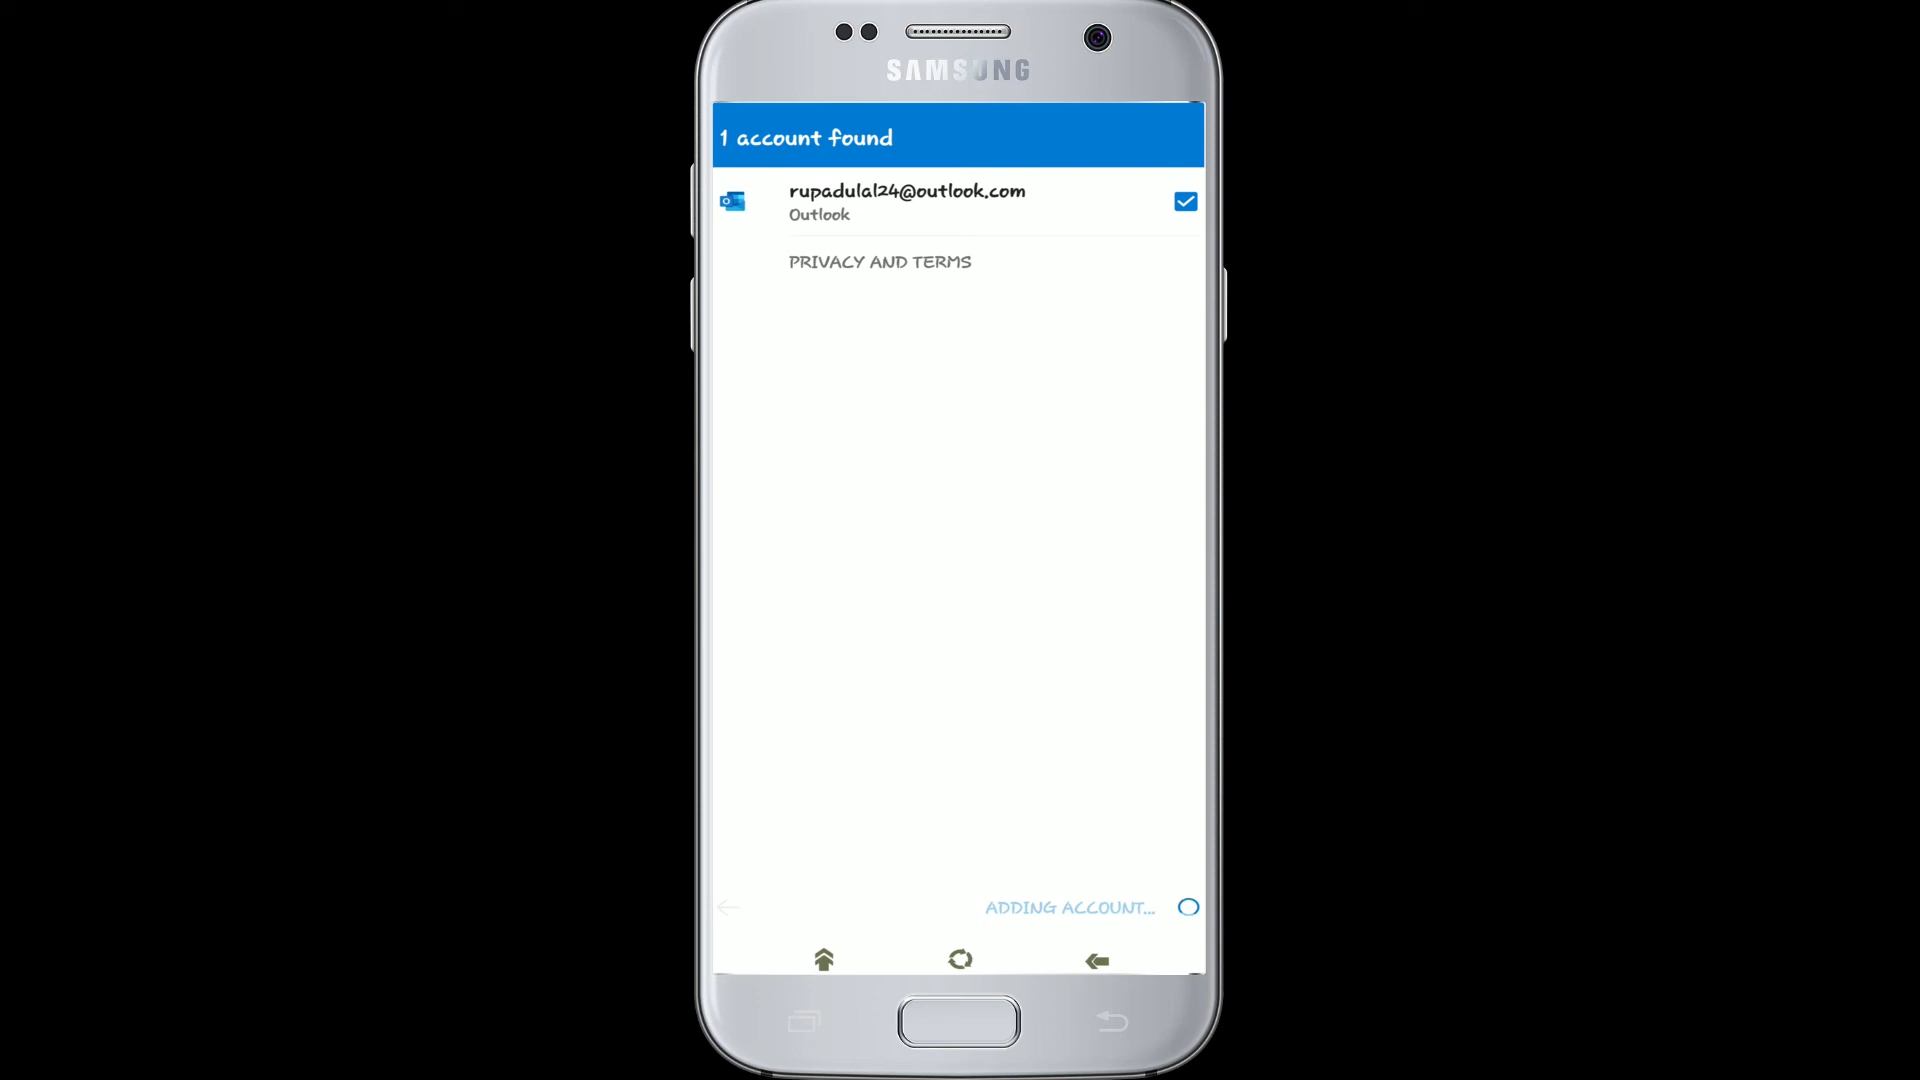 SAMSUNG
1 account found
rupadulal24@outlook.com
Outlook
PRIVACY AND TERMS
ADDING ACCOUNT...